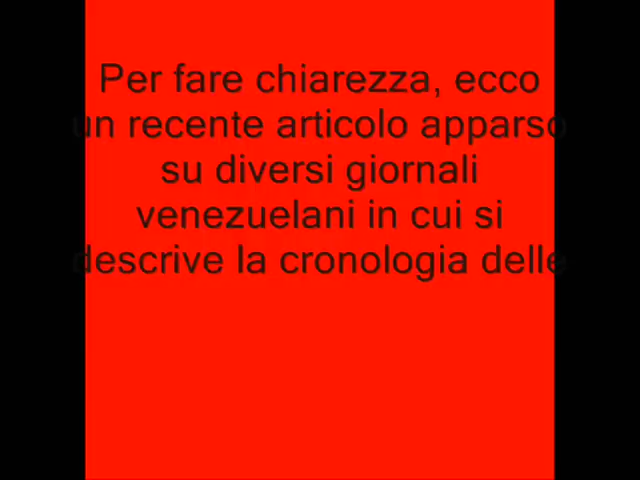 Per fare chiarezza, ecco
un recente articolo apparso
su diversi giornali
venezuelani in cui si
descrive la cronologia delle